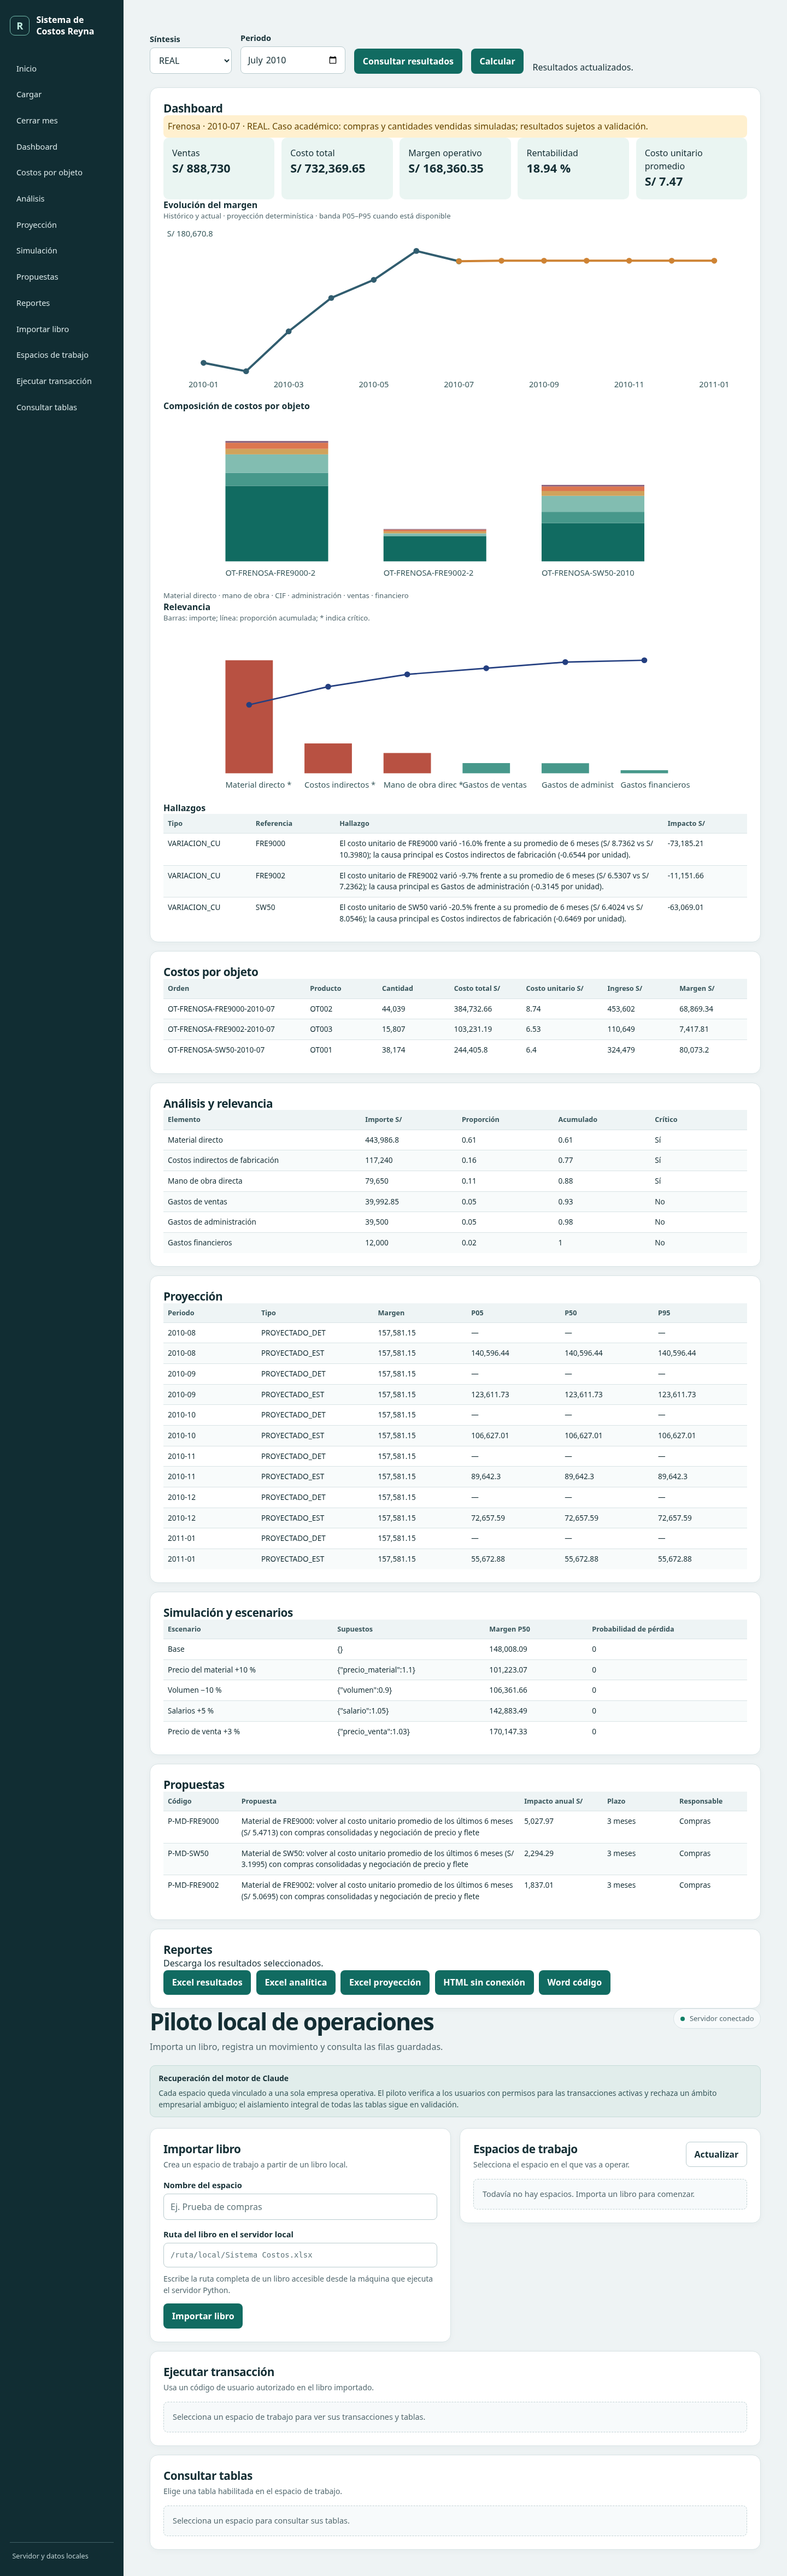 R
Sistema de
Costos Reyna
Inicio
Cargar
Cerrar mes
Dashboard
Costos por objeto
Análisis
Proyección
Simulación
Propuestas
Reportes
Importar libro
Espacios de trabajo
Ejecutar transacción
Consultar tablas
Servidor y datos locales
Síntesis
REAL
Periodo
July 2010
Consultar resultados
Calcular
Resultados actualizados.
Dashboard
Frenosa · 2010-07 · REAL. Caso académico: compras y cantidades vendidas simuladas; resultados sujetos a validación.
Ventas
S/ 888,730
Costo total
S/ 732,369.65
Margen operativo
S/ 168,360.35
Rentabilidad
18.94 %
Costo unitario
promedio
S/ 7.47
Evolución del margen
Histórico y actual · proyección determinística · banda P05–P95 cuando está disponible
S/ 180,670.8
2010-01 2010-03 2010-05 2010-07 2010-09 2010-11 2011-01
Composición de costos por objeto
OT-FRENOSA-FRE9000-2 OT-FRENOSA-FRE9002-2 OT-FRENOSA-SW50-2010
Material directo · mano de obra · CIF · administración · ventas · financiero
Relevancia
Barras: importe; línea: proporción acumulada; * indica crítico.
Material directo * Costos indirectos * Mano de obra direc * Gastos de ventas Gastos de administ Gastos financieros
Hallazgos
Tipo Referencia Hallazgo Impacto S/
VARIACION_CU FRE9000 El costo unitario de FRE9000 varió -16.0% frente a su promedio de 6 meses (S/ 8.7362 vs S/ -73,185.21
10.3980); la causa principal es Costos indirectos de fabricación (-0.6544 por unidad).
VARIACION_CU FRE9002 El costo unitario de FRE9002 varió -9.7% frente a su promedio de 6 meses (S/ 6.5307 vs S/ -11,151.66
7.2362); la causa principal es Gastos de administración (-0.3145 por unidad).
VARIACION_CU SW50 El costo unitario de SW50 varió -20.5% frente a su promedio de 6 meses (S/ 6.4024 vs S/ -63,069.01
8.0546); la causa principal es Costos indirectos de fabricación (-0.6469 por unidad).
Costos por objeto
Orden Producto Cantidad Costo total S/ Costo unitario S/ Ingreso S/ Margen S/
OT-FRENOSA-FRE9000-2010-07 OT002 44,039 384,732.66 8.74 453,602 68,869.34
OT-FRENOSA-FRE9002-2010-07 OT003 15,807 103,231.19 6.53 110,649 7,417.81
OT-FRENOSA-SW50-2010-07 OT001 38,174 244,405.8 6.4 324,479 80,073.2
Análisis y relevancia
Elemento Importe S/ Proporción Acumulado Crítico
Material directo 443,986.8 0.61 0.61 Sí
Costos indirectos de fabricación 117,240 0.16 0.77 Sí
Mano de obra directa 79,650 0.11 0.88 Sí
Gastos de ventas 39,992.85 0.05 0.93 No
Gastos de administración 39,500 0.05 0.98 No
Gastos financieros 12,000 0.02 1 No
Proyección
Periodo Tipo Margen P05 P50 P95
2010-08 PROYECTADO_DET 157,581.15 — — —
2010-08 PROYECTADO_EST 157,581.15 140,596.44 140,596.44 140,596.44
2010-09 PROYECTADO_DET 157,581.15 — — —
2010-09 PROYECTADO_EST 157,581.15 123,611.73 123,611.73 123,611.73
2010-10 PROYECTADO_DET 157,581.15 — — —
2010-10 PROYECTADO_EST 157,581.15 106,627.01 106,627.01 106,627.01
2010-11 PROYECTADO_DET 157,581.15 — — —
2010-11 PROYECTADO_EST 157,581.15 89,642.3 89,642.3 89,642.3
2010-12 PROYECTADO_DET 157,581.15 — — —
2010-12 PROYECTADO_EST 157,581.15 72,657.59 72,657.59 72,657.59
2011-01 PROYECTADO_DET 157,581.15 — — —
2011-01 PROYECTADO_EST 157,581.15 55,672.88 55,672.88 55,672.88
Simulación y escenarios
Escenario Supuestos Margen P50 Probabilidad de pérdida
Base {} 148,008.09 0
Precio del material +10 % {"precio_material":1.1} 101,223.07 0
Volumen −10 % {"volumen":0.9} 106,361.66 0
Salarios +5 % {"salario":1.05} 142,883.49 0
Precio de venta +3 % {"precio_venta":1.03} 170,147.33 0
Propuestas
Código Propuesta Impacto anual S/ Plazo Responsable
P-MD-FRE9000 Material de FRE9000: volver al costo unitario promedio de los últimos 6 meses 5,027.97 3 meses Compras
(S/ 5.4713) con compras consolidadas y negociación de precio y flete
P-MD-SW50 Material de SW50: volver al costo unitario promedio de los últimos 6 meses (S/ 2,294.29 3 meses Compras
3.1995) con compras consolidadas y negociación de precio y flete
P-MD-FRE9002 Material de FRE9002: volver al costo unitario promedio de los últimos 6 meses 1,837.01 3 meses Compras
(S/ 5.0695) con compras consolidadas y negociación de precio y flete
Reportes
Descarga los resultados seleccionados.
Excel resultados Excel analítica Excel proyección HTML sin conexión Word código
Piloto local de operaciones
Servidor conectado
Importa un libro, registra un movimiento y consulta las filas guardadas.
Recuperación del motor de Claude
Cada espacio queda vinculado a una sola empresa operativa. El piloto verifica a los usuarios con permisos para las transacciones activas y rechaza un ámbito
empresarial ambiguo; el aislamiento integral de todas las tablas sigue en validación.
Importar libro
Crea un espacio de trabajo a partir de un libro local.
Nombre del espacio
Ej. Prueba de compras
Ruta del libro en el servidor local
/ruta/local/Sistema Costos.xlsx
Escribe la ruta completa de un libro accesible desde la máquina que ejecuta
el servidor Python.
Importar libro
Espacios de trabajo
Selecciona el espacio en el que vas a operar.
Actualizar
Todavía no hay espacios. Importa un libro para comenzar.
Ejecutar transacción
Usa un código de usuario autorizado en el libro importado.
Selecciona un espacio de trabajo para ver sus transacciones y tablas.
Consultar tablas
Elige una tabla habilitada en el espacio de trabajo.
Selecciona un espacio para consultar sus tablas.